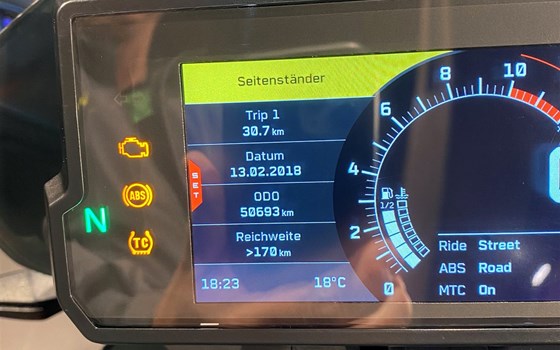 Seitenständer
Trip 1
30.7 km
Datum
13.02.2018
ODO
50693 km
Reichweite
>170 km
18:23 18°C
SET
ABS
N
TC
10
8
6
4
2
0
1/2
Ride Street
ABS Road
MTC On